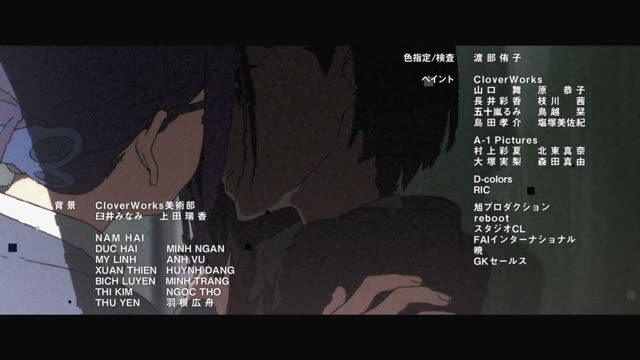 色指定/検査　渡部侑子
ペイント　CloverWorks
山口　舞　原　恭子
長井彩香　枝川　茜
五十嵐るみ　鳥越　栞
島田孝介　塩塚美佐紀
A-1 Pictures
村上彩夏　北東真奈
大塚実梨　森田真由
D-colors
RIC
旭プロダクション
reboot
スタジオCL
FAIインターナショナル
暁
GKセールス
背景　CloverWorks美術部
臼井みなみ　上田瑞香
NAM HAI
DUC HAI　MINH NGAN
MY LINH　ANH VU
XUAN THIEN　HUYNH DANG
BICH LUYEN　MINH TRANG
THI KIM　NGOC THO
THU YEN　羽根広舟